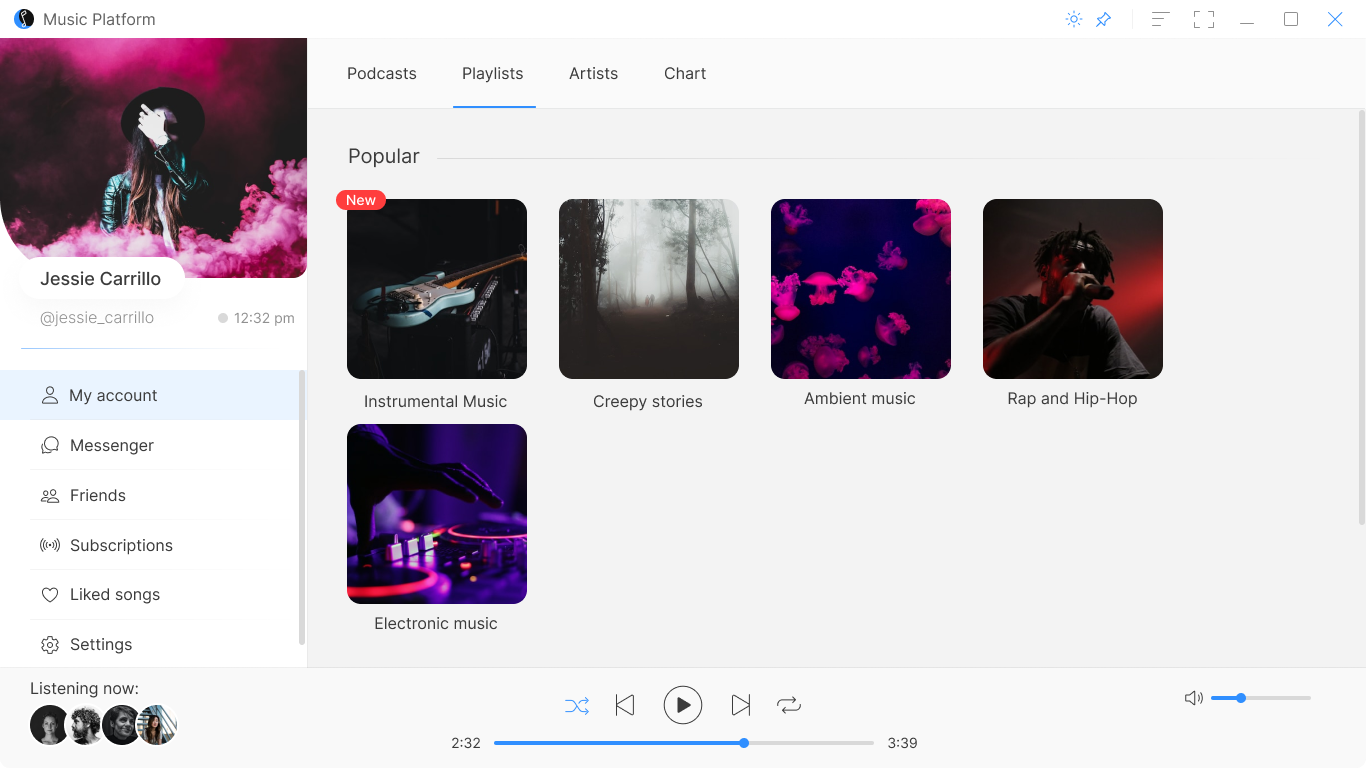 Music Platform
Jessie Carrillo
@jessie_carrillo
12:32 pm
My account
Messenger
Friends
Subscriptions
Liked songs
Settings
Podcasts
Playlists
Artists
Chart
Popular
New
Instrumental Music
Creepy stories
Ambient music
Rap and Hip-Hop
Electronic music
Listening now:
2:32
3:39